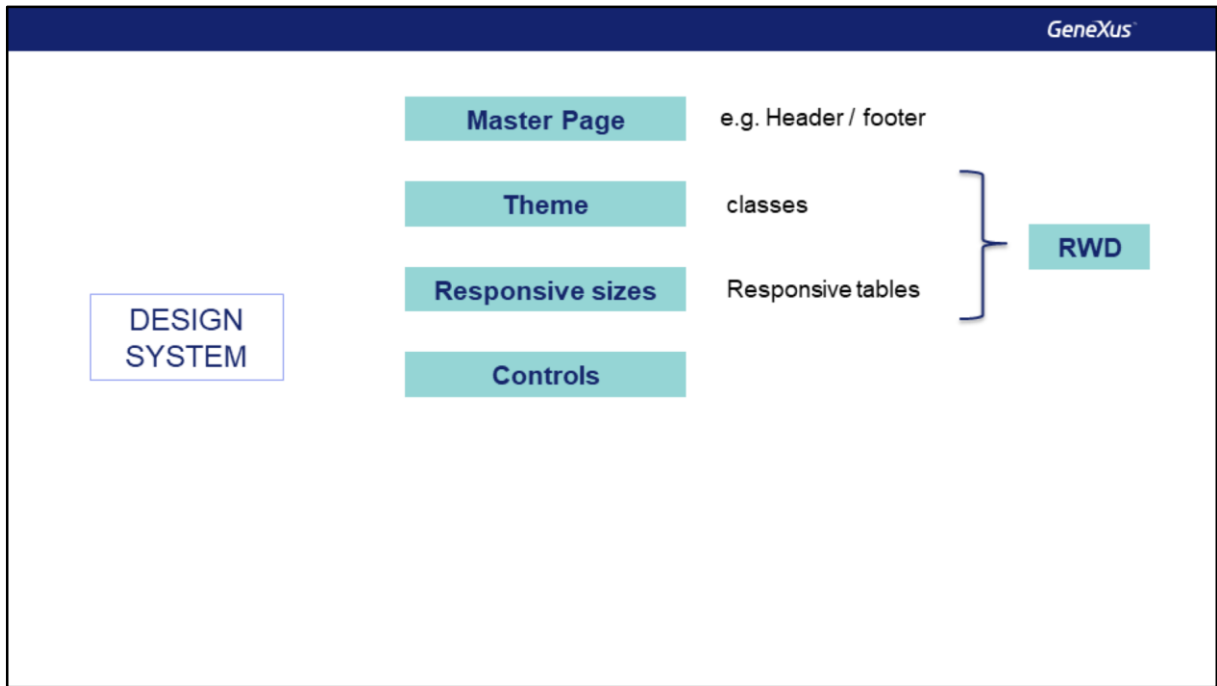 GeneXus
Master Page
e.g. Header / footer
Theme
classes
RWD
Responsive sizes
Responsive tables
DESIGN
SYSTEM
Controls